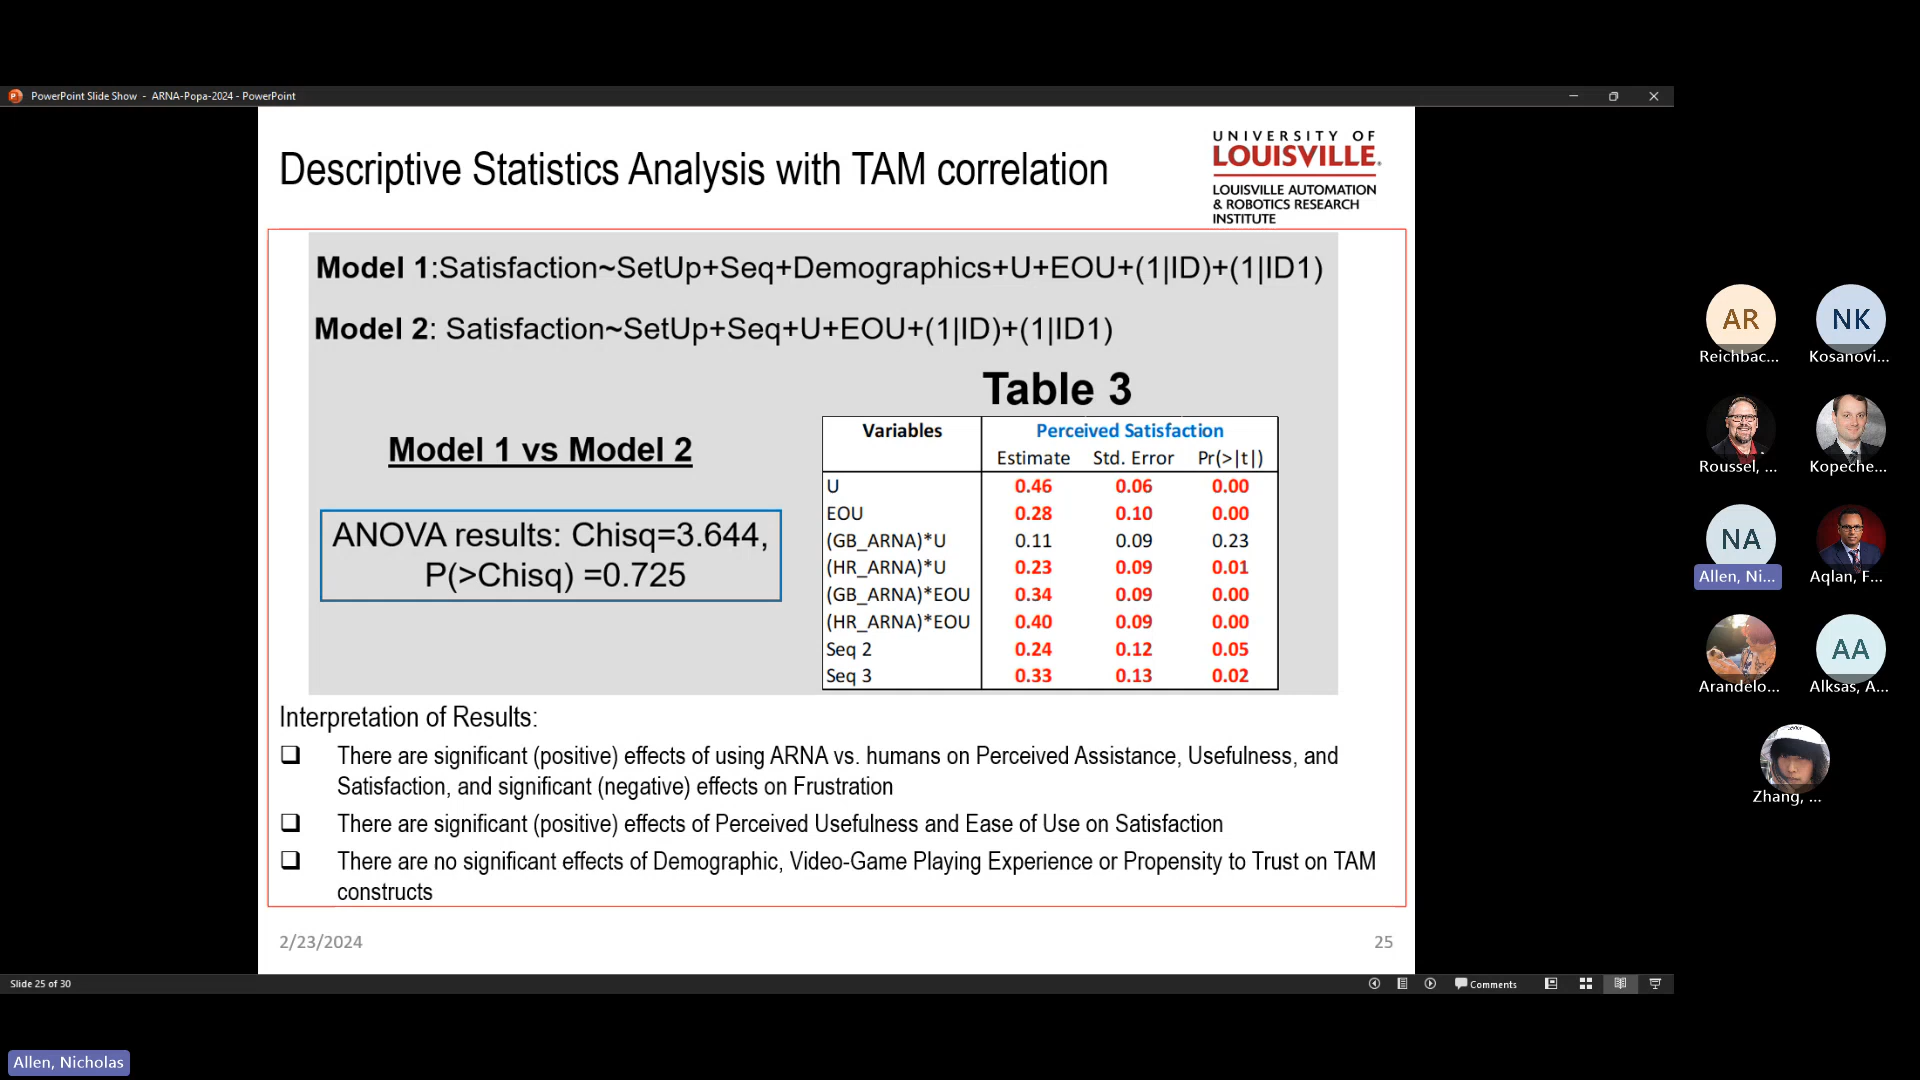 PowerPoint Slide Show - ARNA-Popa-2024 - PowerPoint
Descriptive Statistics Analysis with TAM correlation
UNIVERSITY OF
LOUISVILLE.
LOUISVILLE AUTOMATION
& ROBOTICS RESEARCH
INSTITUTE
Model 1:Satisfaction~SetUp+Seq+Demographics+U+EOU+(1|ID)+(1|ID1)
Model 2: Satisfaction~SetUp+Seq+U+EOU+(1|ID)+(1|ID1)
Model 1 vs Model 2
ANOVA results: Chisq=3.644,
P(>Chisq) =0.725
Table 3
Variables Perceived Satisfaction
Estimate Std. Error Pr(>|t|)
U 0.46 0.06 0.00
EOU 0.28 0.10 0.00
(GB_ARNA)*U 0.11 0.09 0.23
(HR_ARNA)*U 0.23 0.09 0.01
(GB_ARNA)*EOU 0.34 0.09 0.00
(HR_ARNA)*EOU 0.40 0.09 0.00
Seq 2 0.24 0.12 0.05
Seq 3 0.33 0.13 0.02
Interpretation of Results:
There are significant (positive) effects of using ARNA vs. humans on Perceived Assistance, Usefulness, and
Satisfaction, and significant (negative) effects on Frustration
There are significant (positive) effects of Perceived Usefulness and Ease of Use on Satisfaction
There are no significant effects of Demographic, Video-Game Playing Experience or Propensity to Trust on TAM
constructs
2/23/2024
25
Slide 25 of 30
Comments
AR
Reichbac...
NK
Kosanovi...
Roussel, ...
Kopeche...
NA
Allen, Ni...
Aqlan, F...
Arandelo...
AA
Alksas, A...
Zhang, ...
Allen, Nicholas